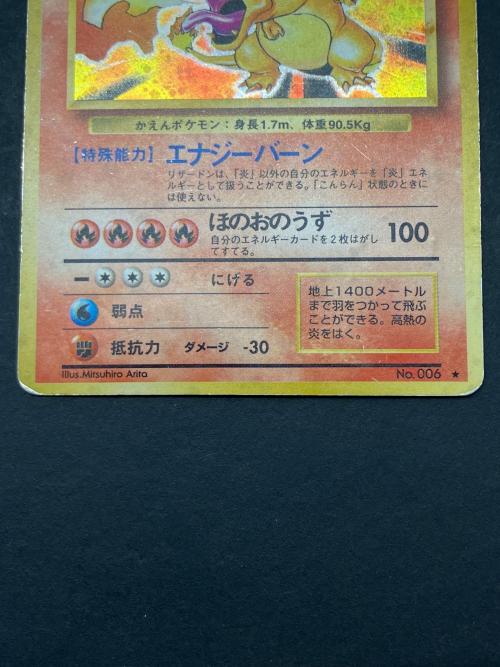 かえんポケモン：身長1.7m、体重90.5Kg
【特殊能力】エナジーバーン
リザードンは、「炎」以外の自分のエネルギーを「炎」エネ
ルギーとして扱うことができる。「こんらん」状態のときに
は使えない。
ほのおのうず 100
自分のエネルギーカードを2枚はがし
てすてる。
ー にげる
弱点
抵抗力 ダメージ -30
地上1400メートル
まで羽をつかって飛ぶ
ことができる。高熱の
炎をはく。
Illus.Mitsuhiro Arita
No.006 ★